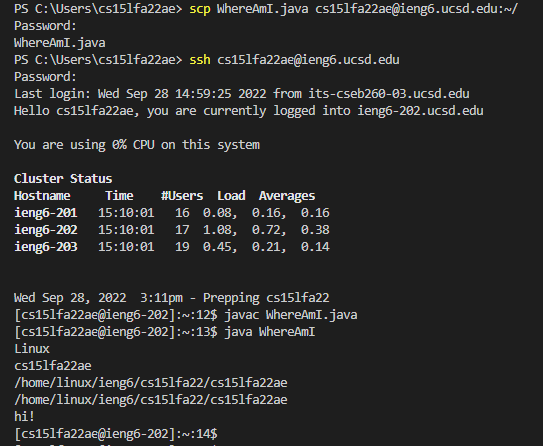 PS C:\Users\cs15lfa22ae> scp WhereAmI.java cs15lfa22ae@ieng6.ucsd.edu:~/
Password:
WhereAmI.java
PS C:\Users\cs15lfa22ae> ssh cs15lfa22ae@ieng6.ucsd.edu
Password:
Last login: Wed Sep 28 14:59:25 2022 from its-cseb260-03.ucsd.edu
Hello cs15lfa22ae, you are currently logged into ieng6-202.ucsd.edu
You are using 0% CPU on this system
Cluster Status
Hostname     Time    #Users  Load  Averages
ieng6-201   15:10:01   16  0.08,  0.16,  0.16
ieng6-202   15:10:01   17  1.08,  0.72,  0.38
ieng6-203   15:10:01   19  0.45,  0.21,  0.14
Wed Sep 28, 2022  3:11pm - Prepping cs15lfa22
[cs15lfa22ae@ieng6-202]:~:12$ javac WhereAmI.java
[cs15lfa22ae@ieng6-202]:~:13$ java WhereAmI
Linux
cs15lfa22ae
/home/linux/ieng6/cs15lfa22/cs15lfa22ae
/home/linux/ieng6/cs15lfa22/cs15lfa22ae
hi!
[cs15lfa22ae@ieng6-202]:~:14$